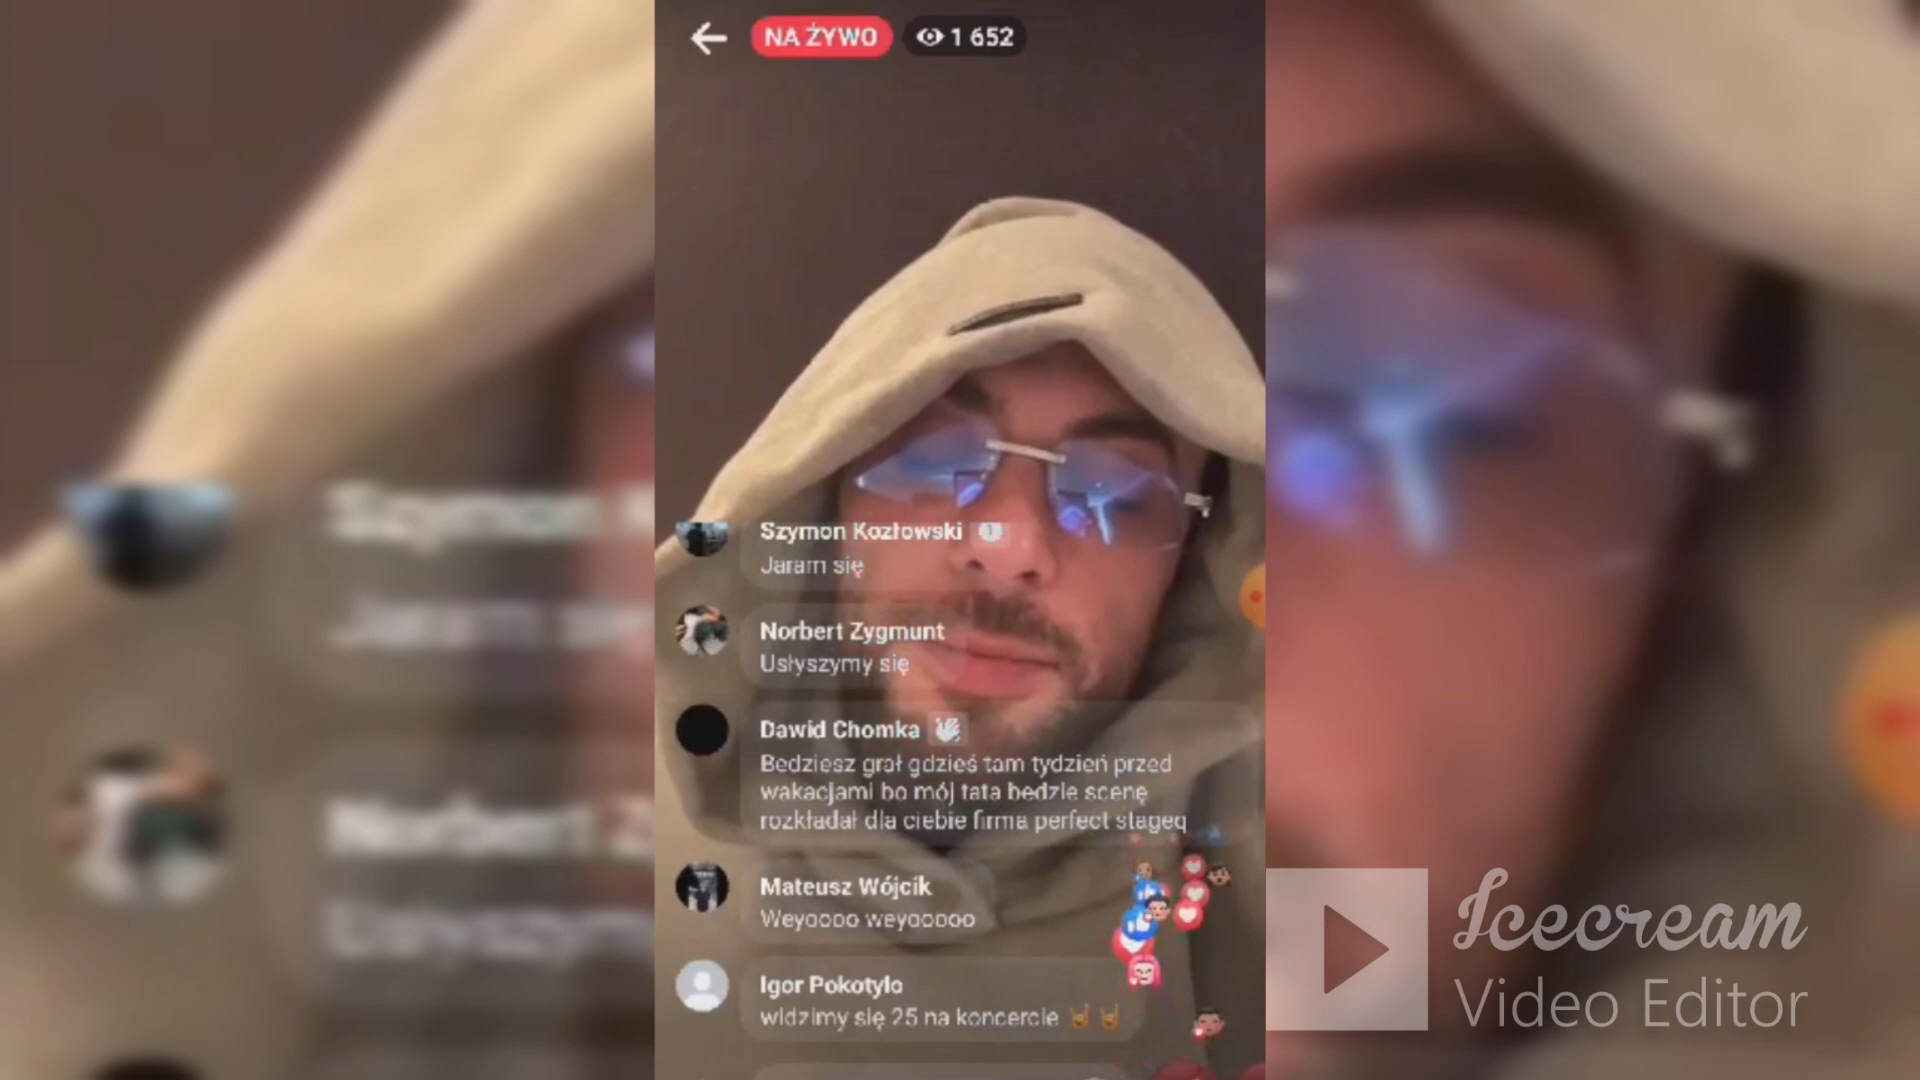 NA ŻYWO 1 652
Szymon Kozłowski
Jaram się
Norbert Zygmunt
Usłyszymy się
Dawid Chomka
Bedziesz grał gdzieś tam tydzień przed
wakacjami bo mój tata bedzie scenę
rozkładał dla ciebie firma perfect stageq
Mateusz Wójcik
Weyoooo weyooooo
Igor Pokotylo
widzimy się 25 na koncercie
Icecream
Video Editor